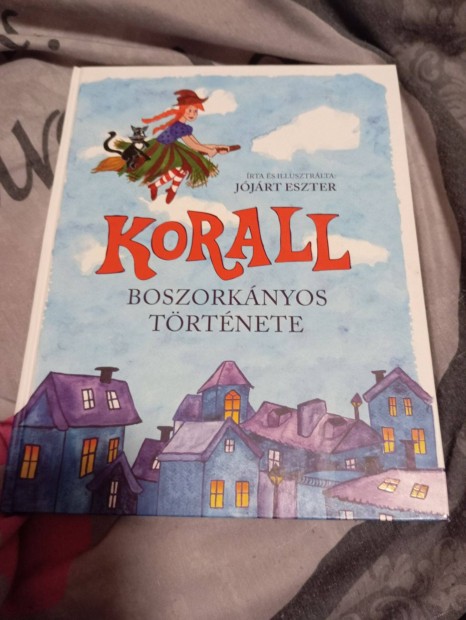 ÍRTA ÉS ILLUSZTRÁLTA:
JÓJÁRT ESZTER
KORALL
BOSZORKÁNYOS
TÖRTÉNETE